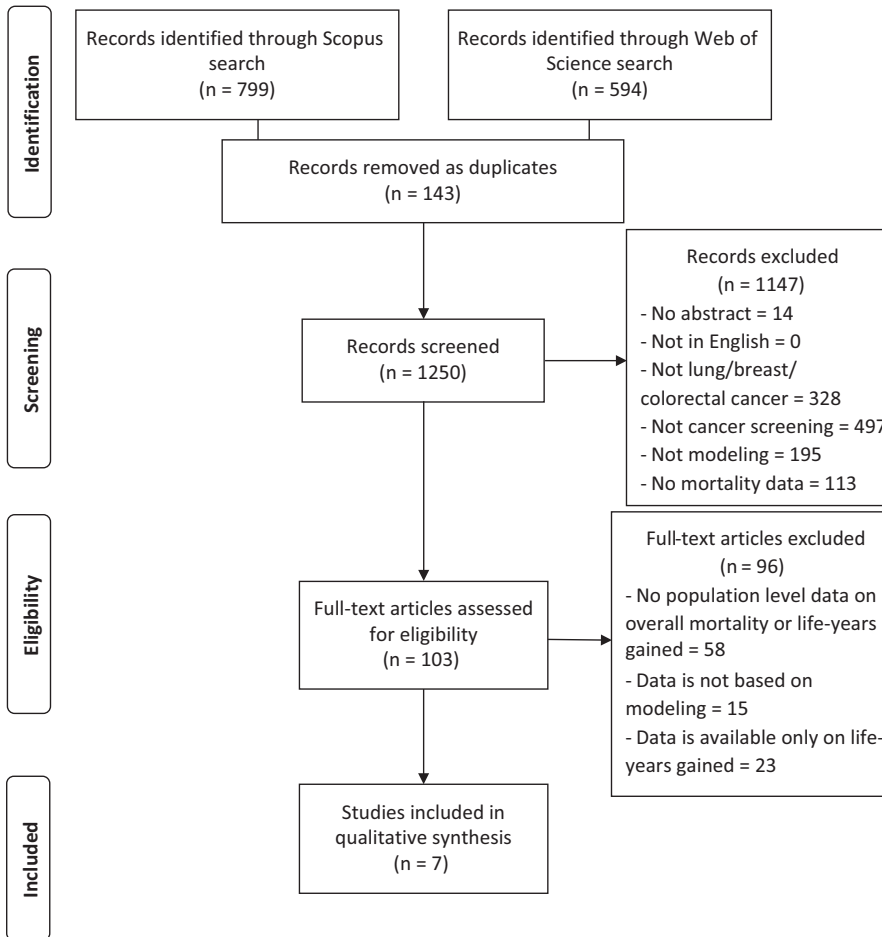 Identification
Records identified through Scopus
search
(n = 799)
Records identified through Web of
Science search
(n = 594)
Records removed as duplicates
(n = 143)
Screening
Records screened
(n = 1250)
Records excluded
(n = 1147)
- No abstract = 14
- Not in English = 0
- Not lung/breast/
colorectal cancer = 328
- Not cancer screening = 497
- Not modeling = 195
- No mortality data = 113
Eligibility
Full-text articles assessed
for eligibility
(n = 103)
Full-text articles excluded
(n = 96)
- No population level data on
overall mortality or life-years
gained = 58
- Data is not based on
modeling = 15
- Data is available only on life-
years gained = 23
Included
Studies included in
qualitative synthesis
(n = 7)